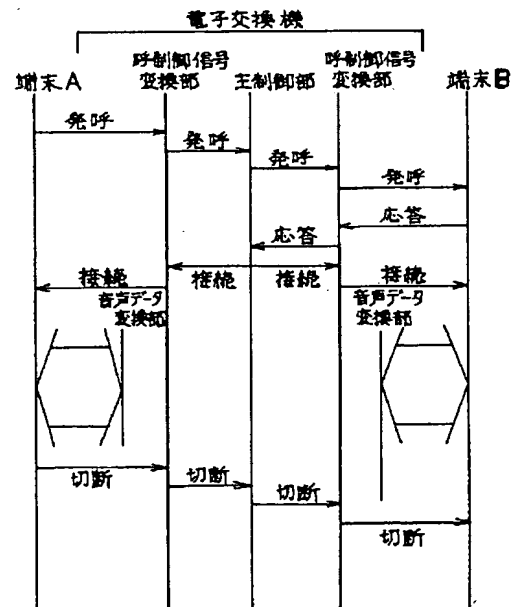 電子交換機
端末A
呼制御信号
変換部
主制御部
呼制御信号
変換部
端末B
発呼
発呼
発呼
発呼
応答
応答
接続
接続
接続
接続
音声データ
変換部
音声データ
変換部
切断
切断
切断
切断